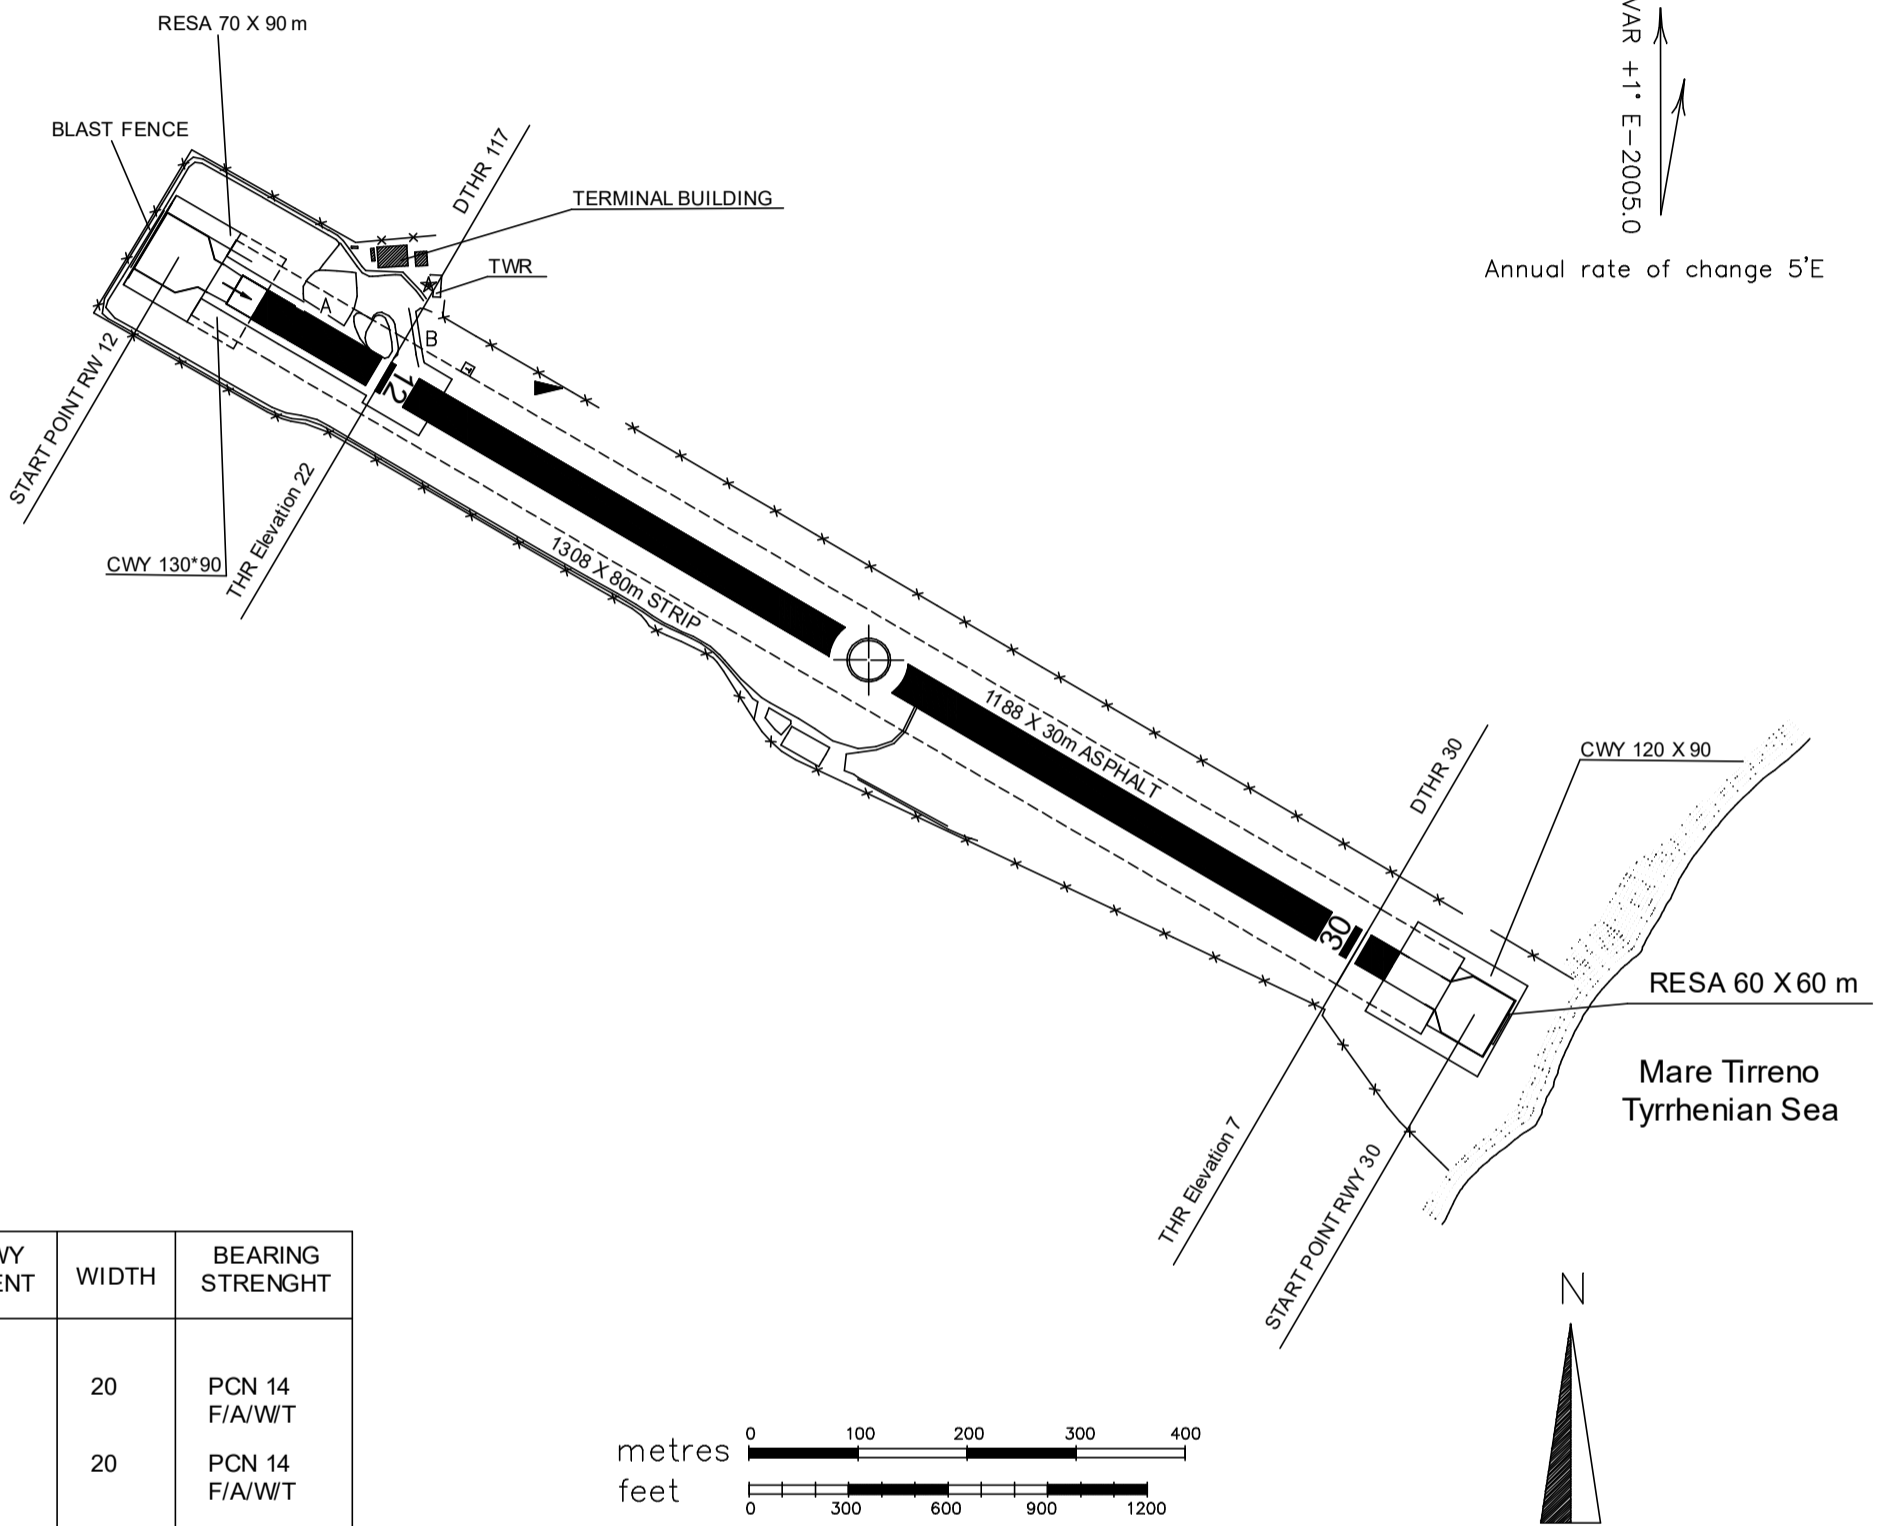 RESA 70 X 90 m
VAR +1° E-2005.0
BLAST FENCE
DTHR 117
TERMINAL BUILDING
TWR
Annual rate of change 5'E
A
B
12
START POINT RW 12
THR Elevation 22
CWY 130*90
1308 X 80m STRIP
1188 X 30m ASPHALT
DTHR 30
CWY 120 X 90
30
RESA 60 X 60 m
Mare Tirreno
Tyrrhenian Sea
THR Elevation 7
START POINT RWY 30
WY
ENT
WIDTH
BEARING
STRENGHT
20
PCN 14
F/A/W/T
20
PCN 14
F/A/W/T
metres
0 100 200 300 400
feet
0 300 600 900 1200
N